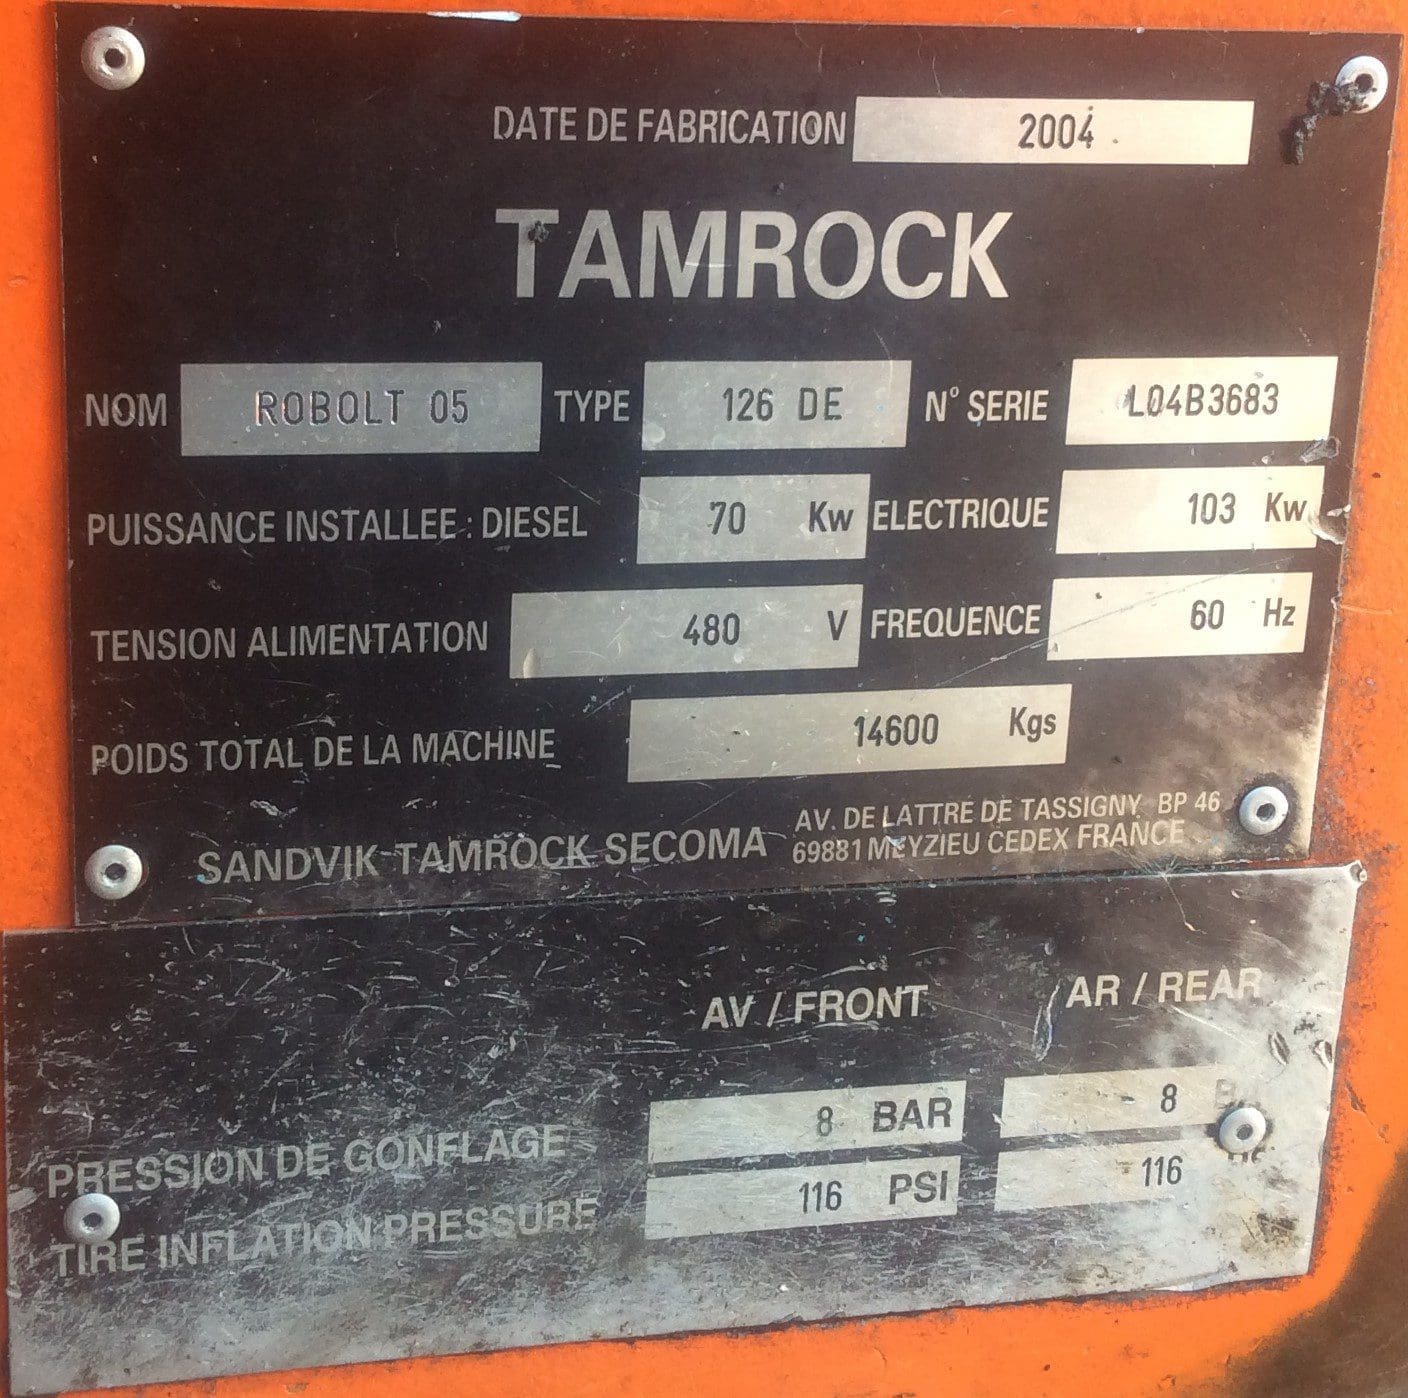 DATE DE FABRICATION 2004
TAMROCK
NOM ROBOLT 05 TYPE 126 DE N° SERIE L04B3683
PUISSANCE INSTALLEE : DIESEL 70 Kw ELECTRIQUE 103 Kw
TENSION ALIMENTATION 480 V FREQUENCE 60 Hz
POIDS TOTAL DE LA MACHINE 14600 Kgs
SANDVIK-TAMROCK-SECOMA
AV. DE LATTRE DE TASSIGNY BP 46
69881 MEYZIEU CEDEX FRANCE
AV / FRONT AR / REAR
PRESSION DE GONFLAGE 8 BAR 8
TIRE INFLATION PRESSURE 116 PSI 116